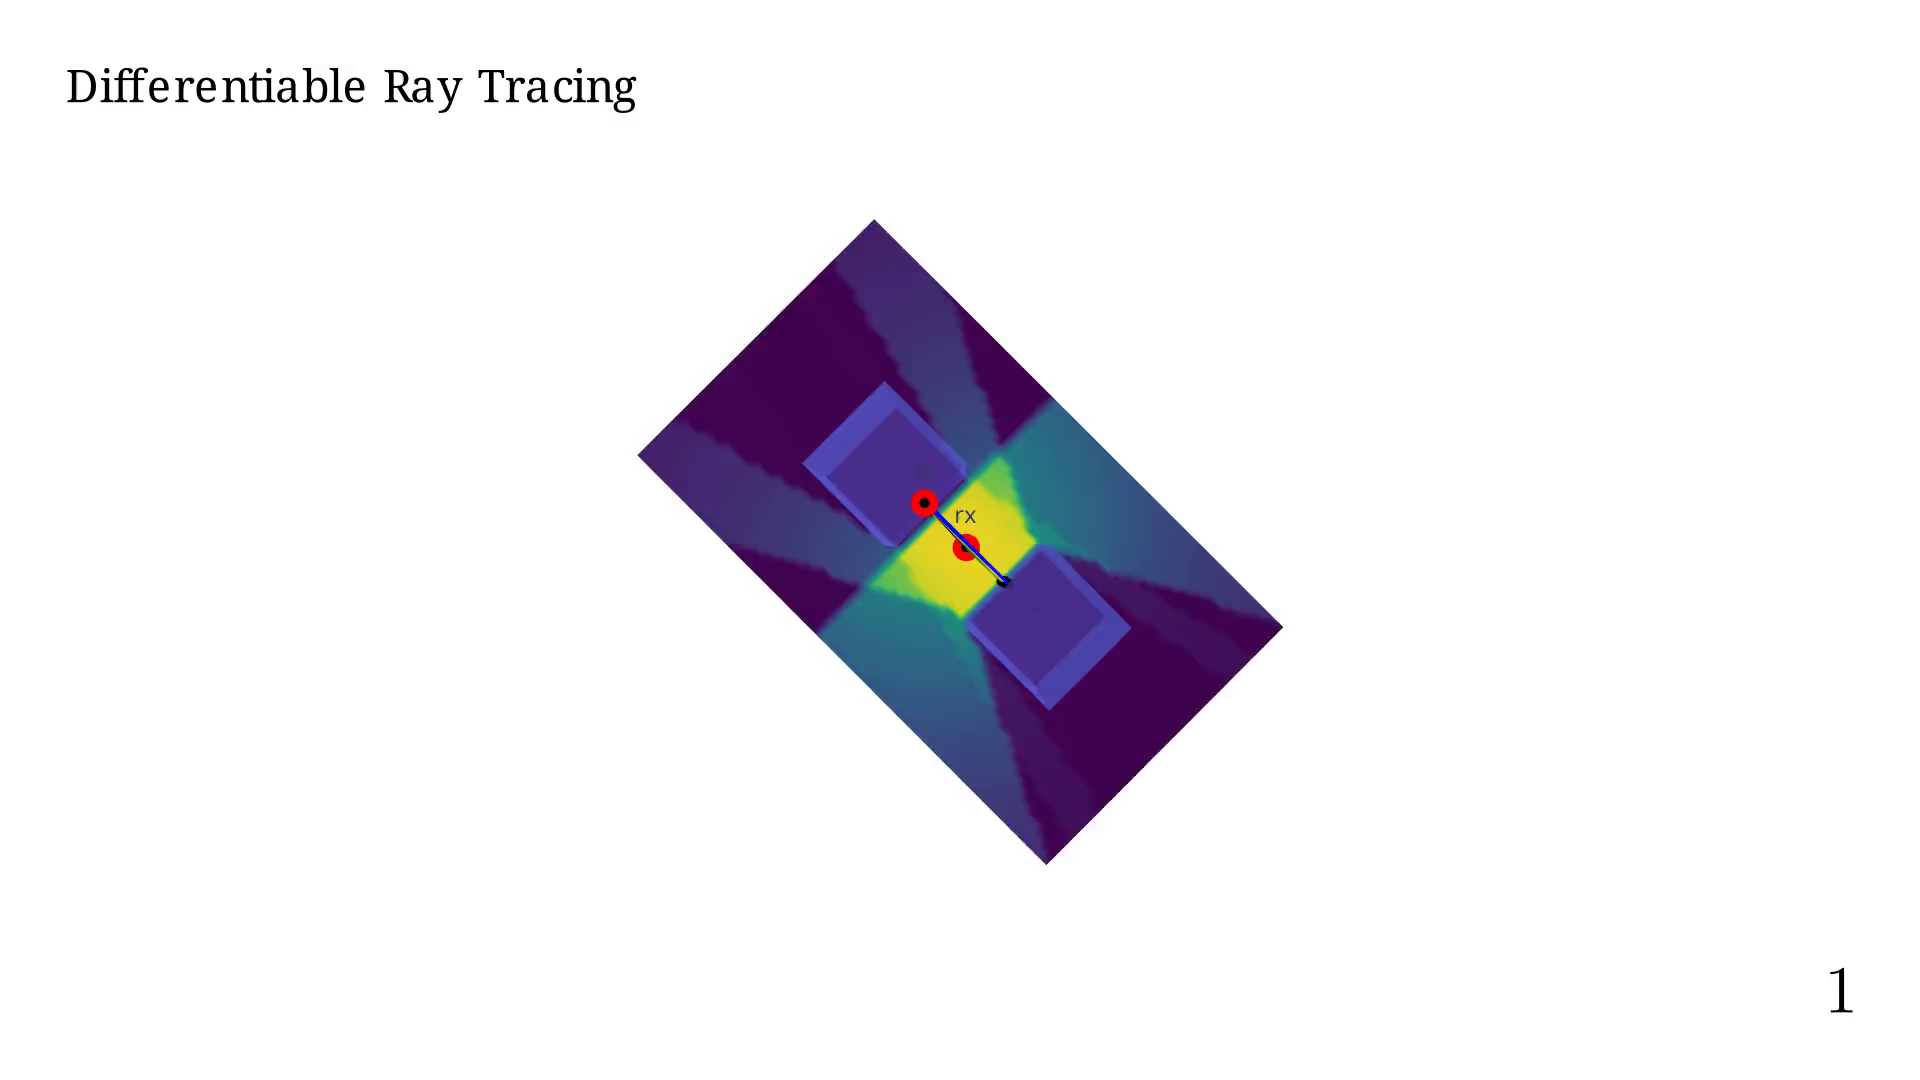 Differentiable Ray Tracing
rx
1